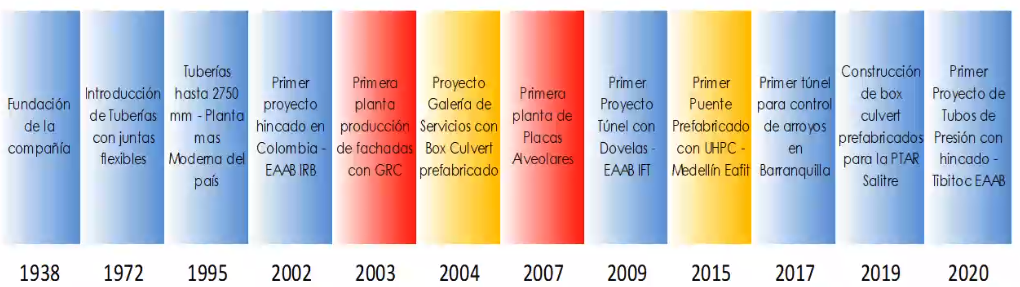 Fundación
de la
compañía
Introducción
de Tuberías
con juntas
flexibles
Tuberías
hasta 2750
mm - Planta
mas
Moderna del
país
Primer
proyecto
hincado en
Colombia -
EAAB IRB
Primera
planta
producción
de fachadas
con GRC
Proyecto
Galería de
Servicios con
Box Culvert
prefabricado
Primera
planta de
Placas
Alveolares
Primer
Proyecto
Túnel con
Dovelas -
EAAB IFT
Primer
Puente
Prefabricado
con UHPC -
Medellín Eafit
Primer túnel
para control
de arroyos
en
Barranquilla
Construcción
de box
culvert
prefabricados
para la PTAR
Salitre
Primer
Proyecto de
Tubos de
Presión con
hincado -
Tibitoc EAAB
1938 1972 1995 2002 2003 2004 2007 2009 2015 2017 2019 2020